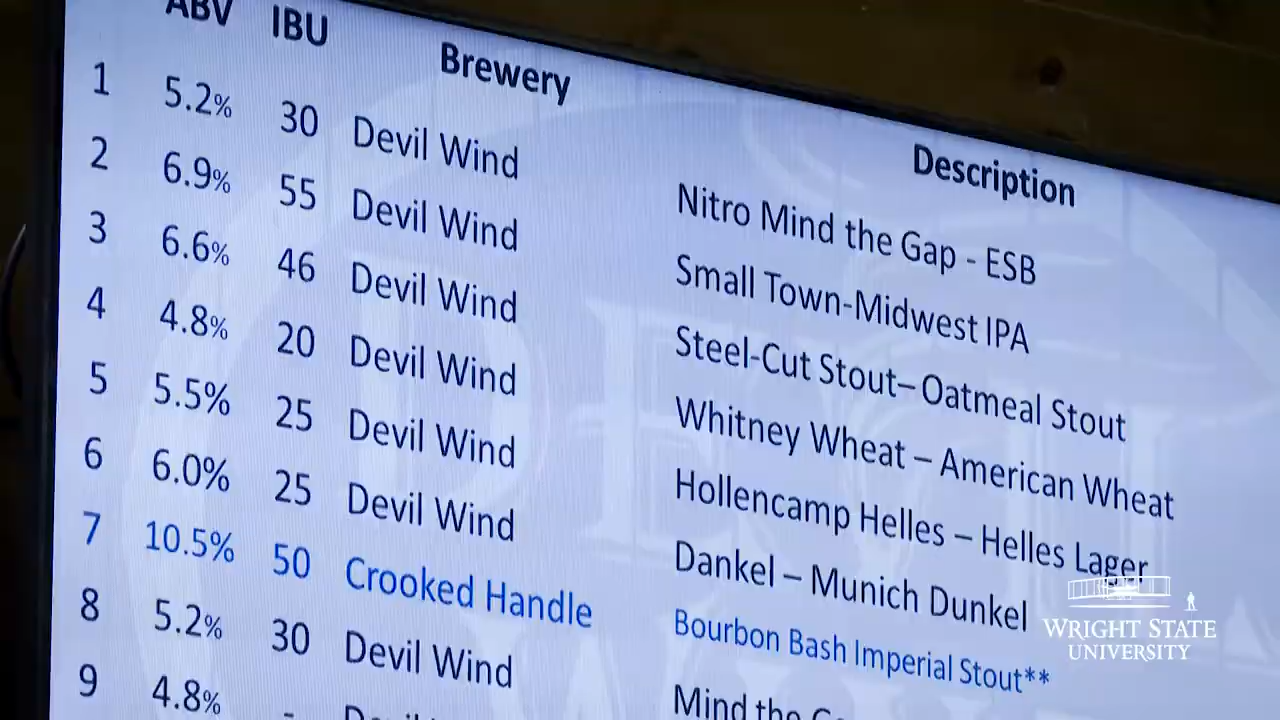 ABV IBU Brewery Description
1 5.2% 30 Devil Wind Nitro Mind the Gap - ESB
2 6.9% 55 Devil Wind Small Town-Midwest IPA
3 6.6% 46 Devil Wind Steel-Cut Stout– Oatmeal Stout
4 4.8% 20 Devil Wind Whitney Wheat – American Wheat
5 5.5% 25 Devil Wind Hollencamp Helles – Helles Lager
6 6.0% 25 Devil Wind Dankel – Munich Dunkel
7 10.5% 50 Crooked Handle Bourbon Bash Imperial Stout**
8 5.2% 30 Devil Wind Mind the
9 4.8% -
WRIGHT STATE
UNIVERSITY